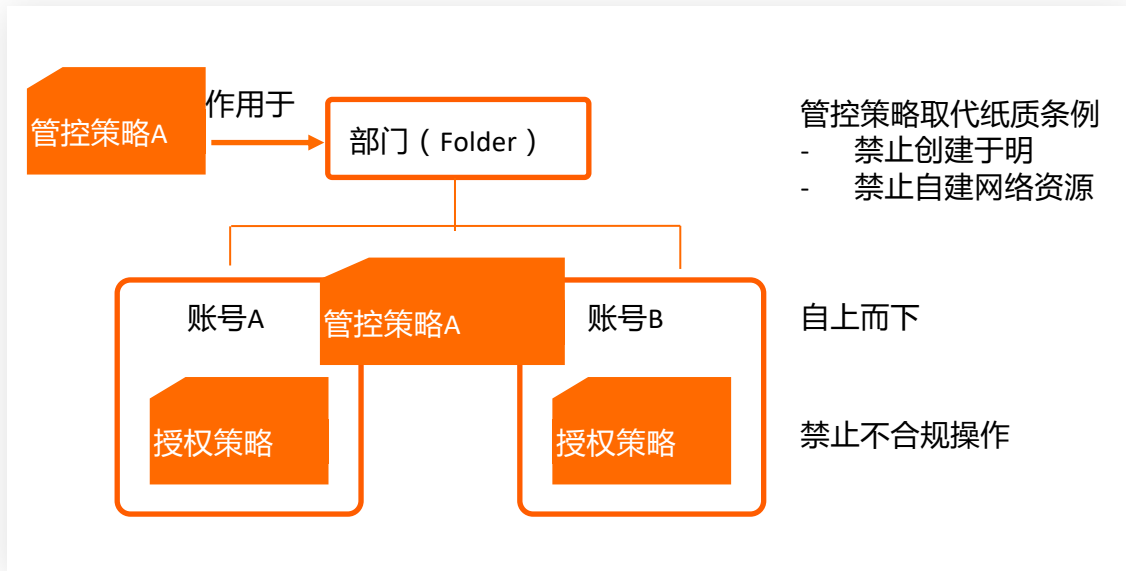 管控策略A
作用于
部门（Folder）
管控策略取代纸质条例
- 禁止创建于明
- 禁止自建网络资源
账号A
管控策略A
账号B
自上而下
授权策略
授权策略
禁止不合规操作